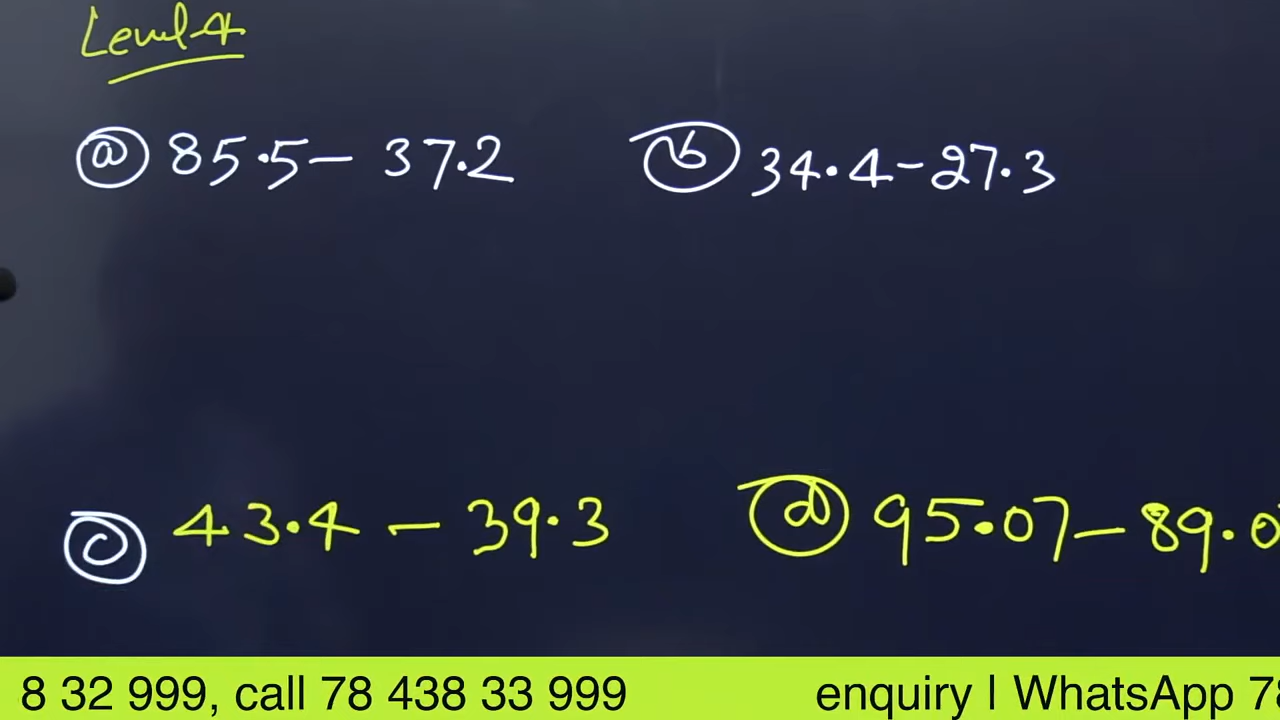 Level 4
(a) 85.5 - 37.2
(b) 34.4 - 27.3
(c) 43.4 - 39.3
(d) 95.07 - 89.0
8 32 999, call 78 438 33 999
enquiry | WhatsApp 78